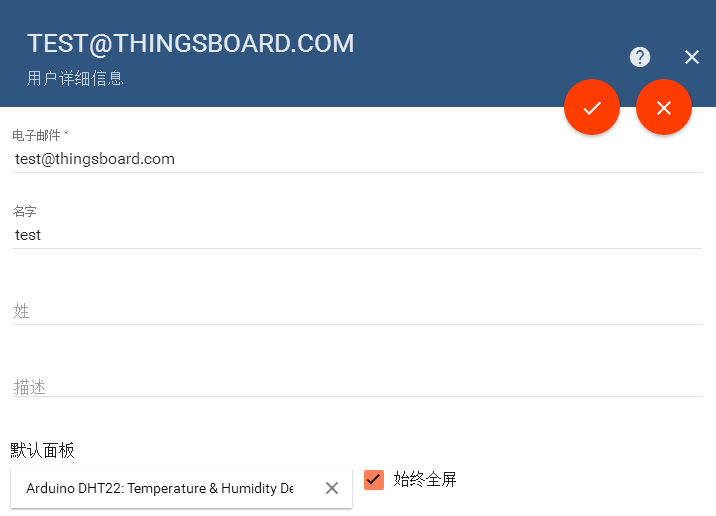 TEST@THINGSBOARD.COM
用户详细信息
电子邮件 *
test@thingsboard.com
名字
test
姓
描述
默认面板
Arduino DHT22: Temperature & Humidity De
始终全屏